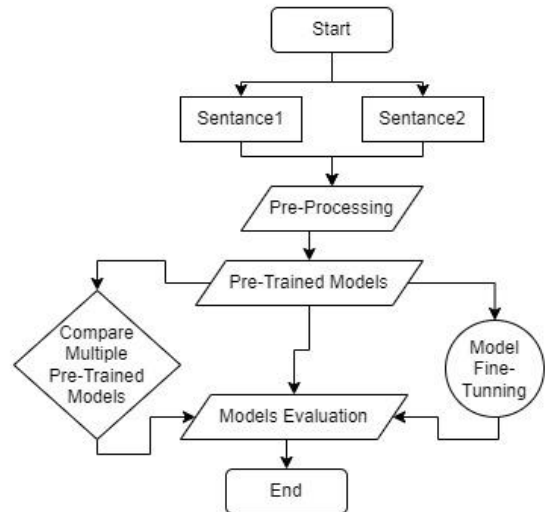 Start
Sentance1
Sentance2
Pre-Processing
Pre-Trained Models
Compare
Multiple
Pre-Trained
Models
Model
Fine-
Tunning
Models Evaluation
End